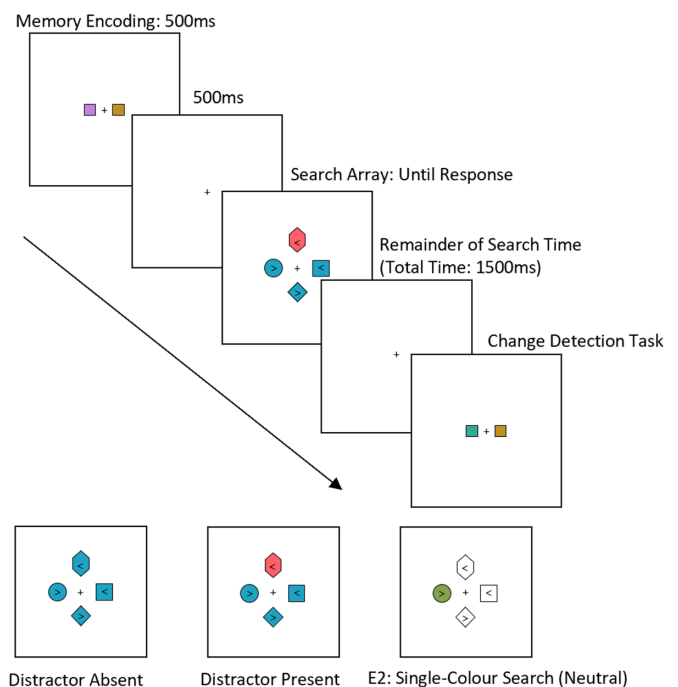 Memory Encoding: 500ms
+
500ms
+
Search Array: Until Response
<
> + <
>
Remainder of Search Time
(Total Time: 1500ms)
+
Change Detection Task
+
<
> + <
>
Distractor Absent
<
> + <
>
Distractor Present
<
> + <
>
E2: Single-Colour Search (Neutral)